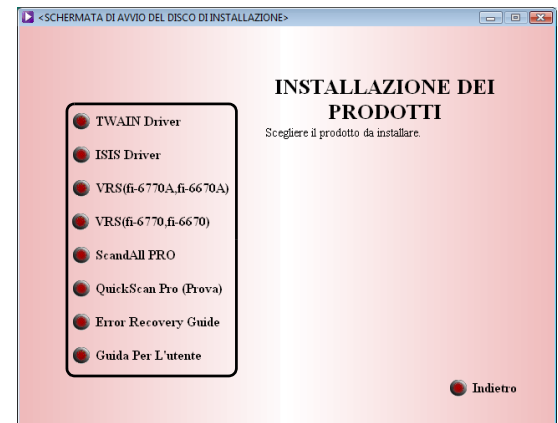 <SCHERMATA DI AVVIO DEL DISCO DI INSTALLAZIONE>
INSTALLAZIONE DEI
PRODOTTI
Scegliere il prodotto da installare.
TWAIN Driver
ISIS Driver
VRS(fi-6770A,fi-6670A)
VRS(fi-6770,fi-6670)
ScandAll PRO
QuickScan Pro (Prova)
Error Recovery Guide
Guida Per L'utente
Indietro